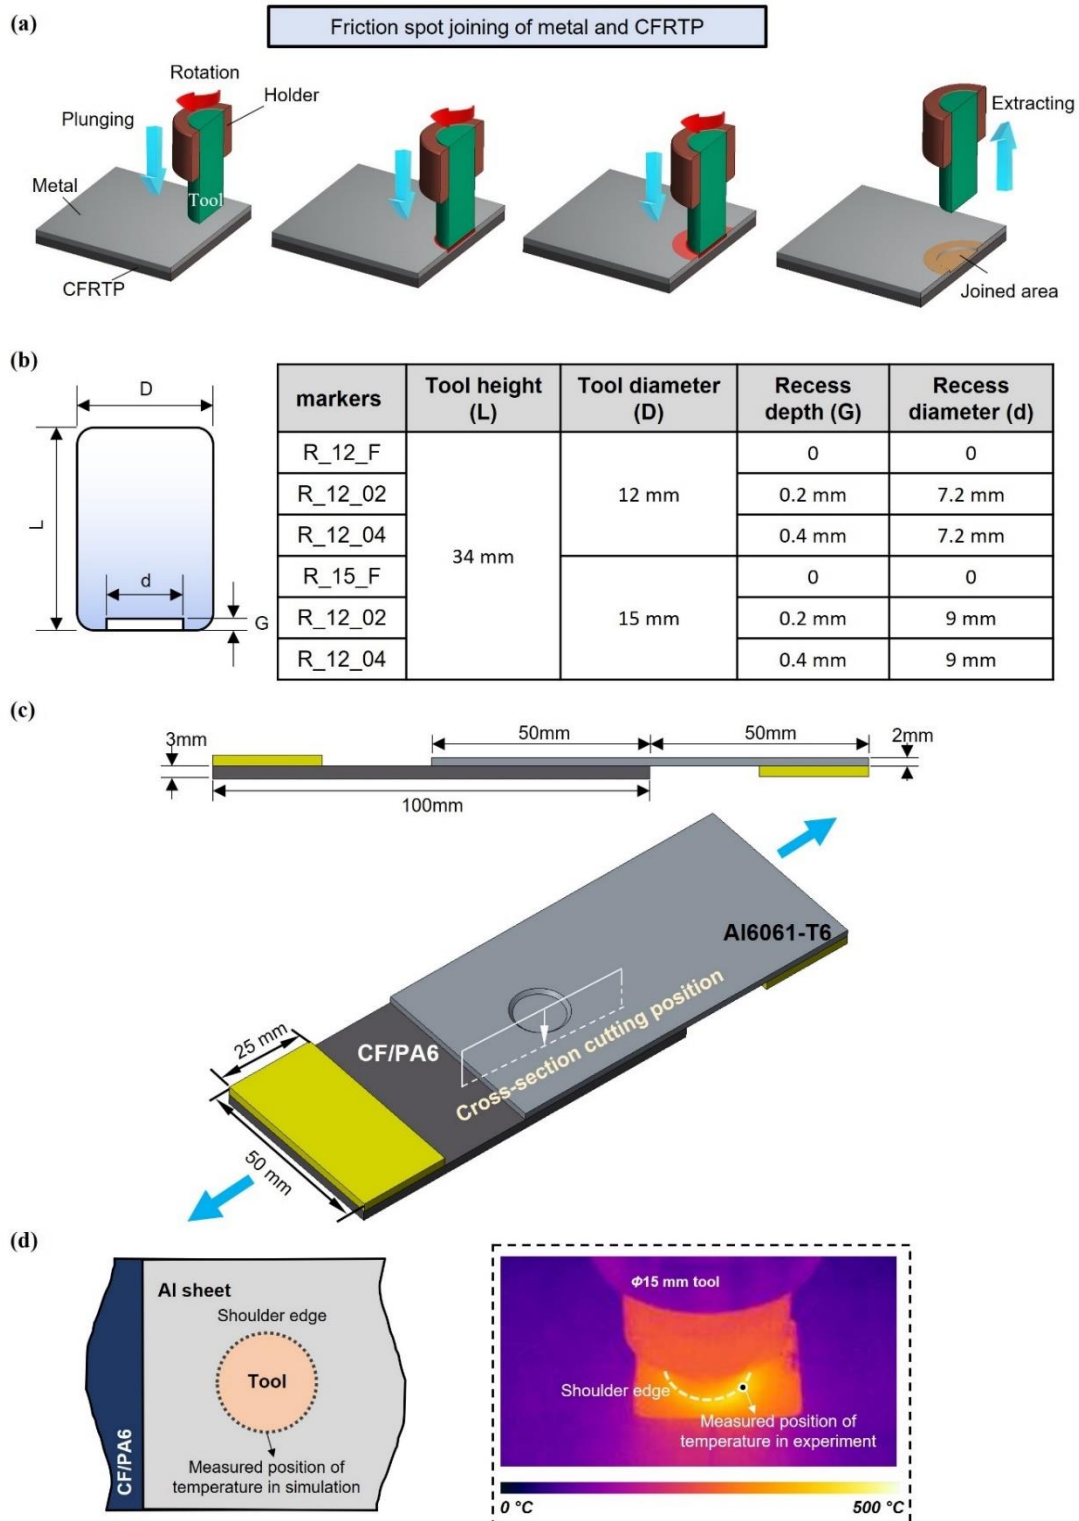 (a)
Friction spot joining of metal and CFRTP
Rotation
Holder
Plunging
Metal
Tool
CFRTP
Extracting
Joined area
(b)
D
L
d
G
markers Tool height (L) Tool diameter (D) Recess depth (G) Recess diameter (d)
R_12_F 34 mm 12 mm 0 0
R_12_02 0.2 mm 7.2 mm
R_12_04 0.4 mm 7.2 mm
R_15_F 15 mm 0 0
R_12_02 0.2 mm 9 mm
R_12_04 0.4 mm 9 mm
(c)
3mm
50mm
50mm
2mm
100mm
Al6061-T6
Cross-section cutting position
CF/PA6
25 mm
50 mm
(d)
Al sheet
Shoulder edge
Tool
CF/PA6
Measured position of
temperature in simulation
Φ15 mm tool
Shoulder edge
Measured position of
temperature in experiment
0 °C
500 °C